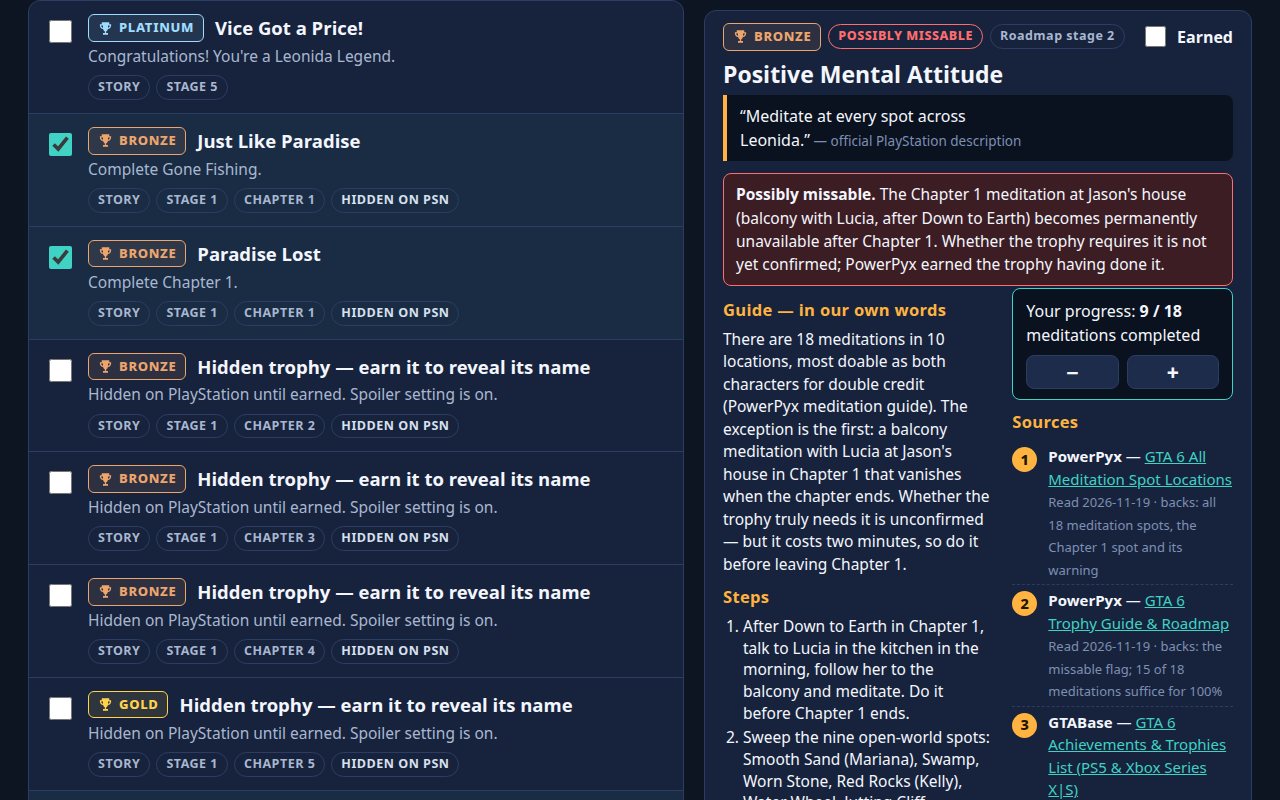 PLATINUM Vice Got a Price!
Congratulations! You're a Leonida Legend.
STORY STAGE 5
BRONZE Just Like Paradise
Complete Gone Fishing.
STORY STAGE 1 CHAPTER 1 HIDDEN ON PSN
BRONZE Paradise Lost
Complete Chapter 1.
STORY STAGE 1 CHAPTER 1 HIDDEN ON PSN
BRONZE Hidden trophy — earn it to reveal its name
Hidden on PlayStation until earned. Spoiler setting is on.
STORY STAGE 1 CHAPTER 2 HIDDEN ON PSN
BRONZE Hidden trophy — earn it to reveal its name
Hidden on PlayStation until earned. Spoiler setting is on.
STORY STAGE 1 CHAPTER 3 HIDDEN ON PSN
BRONZE Hidden trophy — earn it to reveal its name
Hidden on PlayStation until earned. Spoiler setting is on.
STORY STAGE 1 CHAPTER 4 HIDDEN ON PSN
GOLD Hidden trophy — earn it to reveal its name
Hidden on PlayStation until earned. Spoiler setting is on.
STORY STAGE 1 CHAPTER 5 HIDDEN ON PSN
BRONZE POSSIBLY MISSABLE Roadmap stage 2 Earned
Positive Mental Attitude
“Meditate at every spot across
Leonida.” — official PlayStation description
Possibly missable. The Chapter 1 meditation at Jason's house
(balcony with Lucia, after Down to Earth) becomes permanently
unavailable after Chapter 1. Whether the trophy requires it is not
yet confirmed; PowerPyx earned the trophy having done it.
Guide — in our own words
There are 18 meditations in 10
locations, most doable as both
characters for double credit
(PowerPyx meditation guide). The
exception is the first: a balcony
meditation with Lucia at Jason's
house in Chapter 1 that vanishes
when the chapter ends. Whether the
trophy truly needs it is unconfirmed
— but it costs two minutes, so do it
before leaving Chapter 1.
Steps
1. After Down to Earth in Chapter 1,
talk to Lucia in the kitchen in the
morning, follow her to the
balcony and meditate. Do it
before Chapter 1 ends.
2. Sweep the nine open-world spots:
Smooth Sand (Mariana), Swamp,
Worn Stone, Red Rocks (Kelly),
Water Wheel, Jutting Cliff
Your progress: 9 / 18
meditations completed
− +
Sources
1 PowerPyx — GTA 6 All
Meditation Spot Locations
Read 2026-11-19 · backs: all
18 meditation spots, the
Chapter 1 spot and its
warning
2 PowerPyx — GTA 6
Trophy Guide & Roadmap
Read 2026-11-19 · backs: the
missable flag; 15 of 18
meditations suffice for 100%
3 GTABase — GTA 6
Achievements & Trophies
List (PS5 & Xbox Series
X|S)